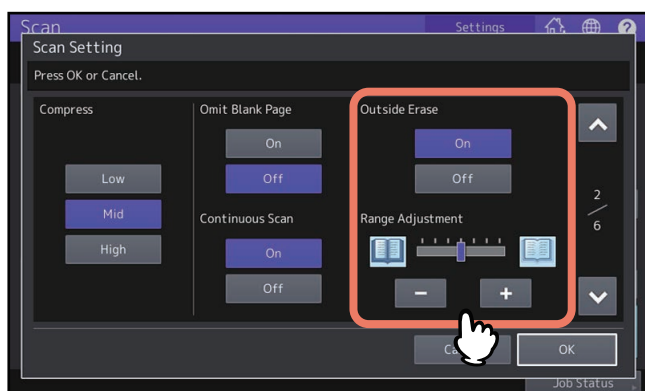 Scan
Settings
?
Scan Setting
Press OK or Cancel.
Compress
Low
Mid
High
Omit Blank Page
On
Off
Continuous Scan
On
Off
Outside Erase
On
Off
Range Adjustment
− +
2
/
6
OK
Job Status